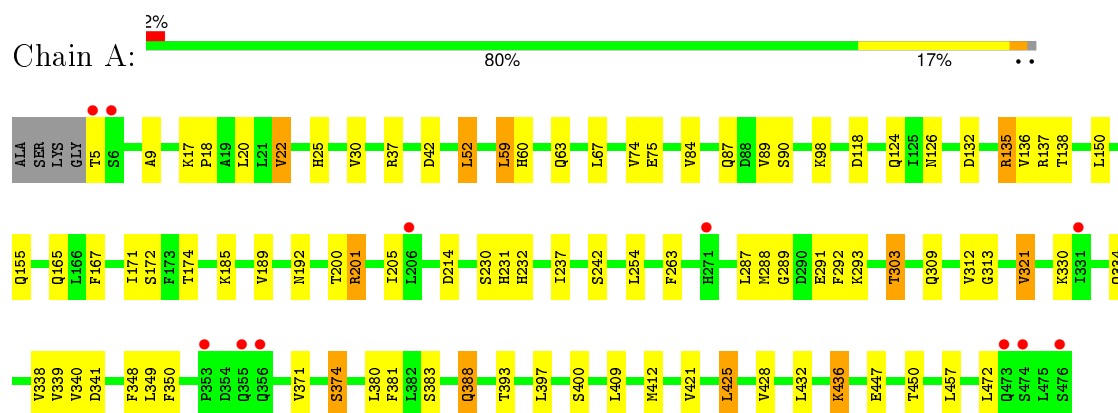 2%
Chain A:
80% 17% • •
ALA SER LYS GLY T5 S6 A9 K17 P18 A19 L20 L21 V22 H25 V30 R37 D42 L52 L59 H60 Q63 L67 V74 E75 V84 Q87 D88 V89 S90 K98 D118 Q124 I125 N126 D132 R135 V136 R137 T138 L150
Q155 Q165 L166 F167 I171 S172 F173 T174 K185 V189 N192 T200 R201 I205 L206 D214 S230 H231 H232 I237 S242 L254 F263 H271 L287 M288 G289 D290 E291 F292 K293 T303 Q309 V312 G313 V321 K330 I331
V338 V339 V340 D341 F348 L349 F350 P353 D354 Q355 Q356 V371 S374 L380 F381 L382 S383 Q388 T393 L397 S400 L409 M412 V421 L425 V428 L432 K436 E447 T450 L457 L472 Q473 S474 L475 S476